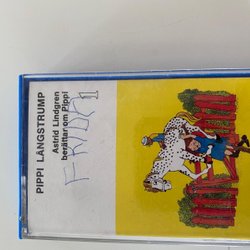 PIPPI LÅNGSTRUMP
Astrid Lindgren
berättar om Pippi
FRIDA 1